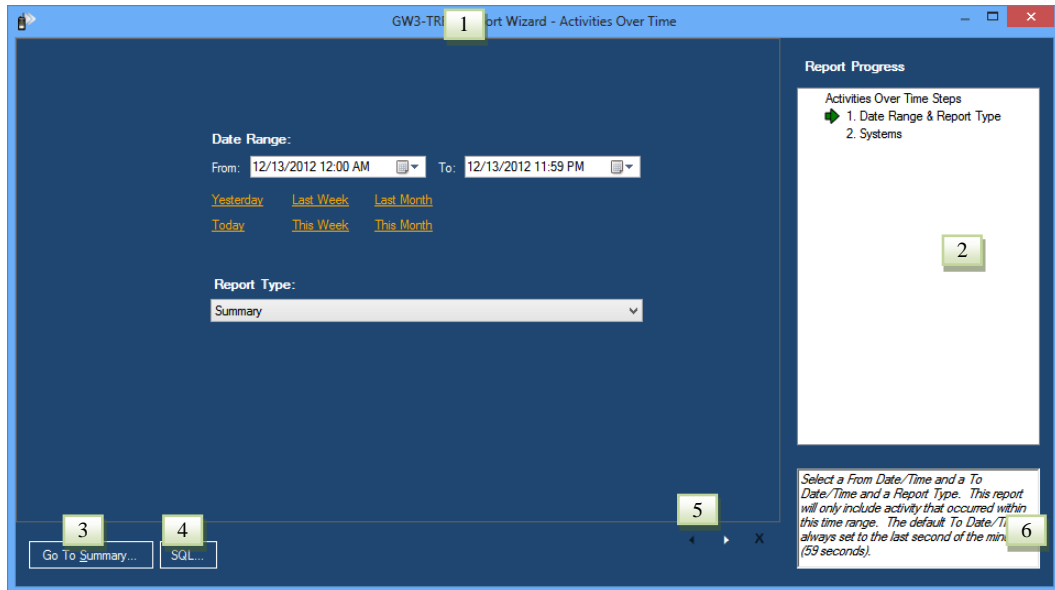 GW3-TR ort Wizard - Activities Over Time
1
Report Progress
Activities Over Time Steps
1. Date Range & Report Type
2. Systems
2
Date Range:
From: 12/13/2012 12:00 AM To: 12/13/2012 11:59 PM
Yesterday Last Week Last Month
Today This Week This Month
Report Type:
Summary
Select a From Date/Time and a To
Date/Time and a Report Type. This report
will only include activity that occurred within
this time range. The default To Date/
always set to the last second of the
(59 seconds).
6
3
4
5
Go To Summary...
SQL...
X